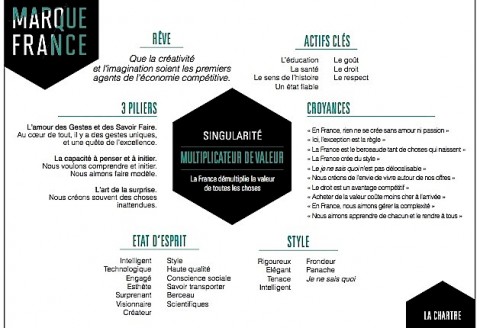 MARQUE
FRANCE
RÊVE
Que la créativité
et l'imagination soient les premiers
agents de l'économie compétitive.
ACTIFS CLÉS
L'éducation
La santé
Le sens de l'histoire
Un état fiable
Le goût
Le droit
Le respect
3 PILIERS
L'amour des Gestes et des Savoir Faire.
Au cœur de tout, il y a des gestes uniques,
et une quête de l'excellence.
La capacité à penser et à initier.
Nous voulons comprendre et initier.
Nous aimons faire modèle.
L'art de la surprise.
Nous créons souvent des choses
inattendues.
SINGULARITÉ
MULTIPLICATEUR DE VALEUR
La France démultiplie la valeur
de toutes les choses
CROYANCES
« En France, rien ne se crée sans amour ni passion »
« Ici, l'exception est la règle »
« La France est le berceau de tant de choses qui naissent »
« La France crée du style »
« Le je ne sais quoi n'est pas délocalisable »
« Nous créons de l'envie de vivre autour de nos offres »
« Le droit est un avantage compétitif »
« Acheter de la valeur coûte moins cher à l'arrivée »
« En France, nous aimons gérer la complexité »
« Nous aimons apprendre de chacun et le rendre à tous »
ETAT D'ESPRIT
Intelligent
Technologique
Engagé
Esthète
Surprenant
Visionnaire
Créateur
Style
Haute qualité
Conscience sociale
Savoir transporter
Berceau
Scientifiques
STYLE
Rigoureux
Elégant
Tenace
Intelligent
Frondeur
Panache
Je ne sais quoi
LA CHARTRE